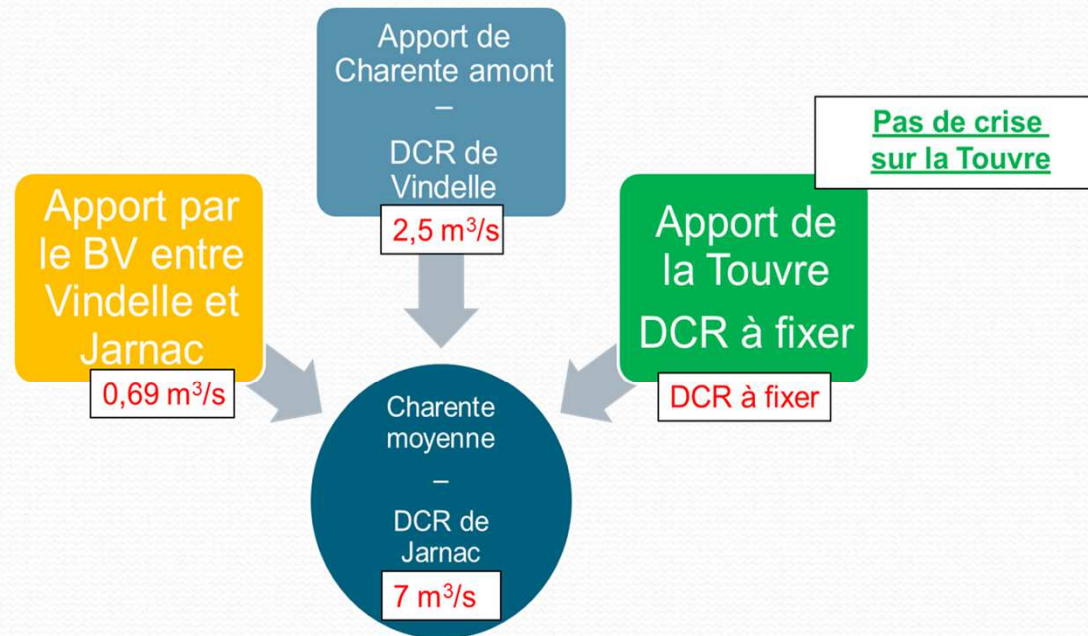 Apport de
Charente amont
–
DCR de
Vindelle
2,5 m³/s
Pas de crise
sur la Touvre
Apport par
le BV entre
Vindelle et
Jarnac
0,69 m³/s
Apport de
la Touvre
DCR à fixer
DCR à fixer
Charente
moyenne
–
DCR de
Jarnac
7 m³/s